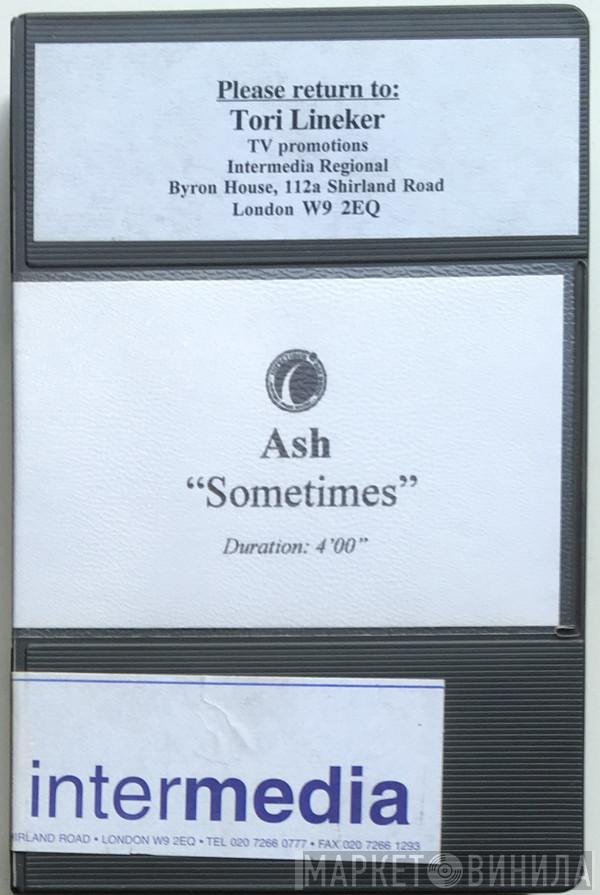 Please return to:
Tori Lineker
TV promotions
Intermedia Regional
Byron House, 112a Shirland Road
London W9 2EQ
Ash
“Sometimes”
Duration: 4’00”
intermedia
HIRLAND ROAD • LONDON W9 2EQ • TEL 020 7266 0777 • FAX 020 7266 1293
МАРКЕТ ВИНИЛА